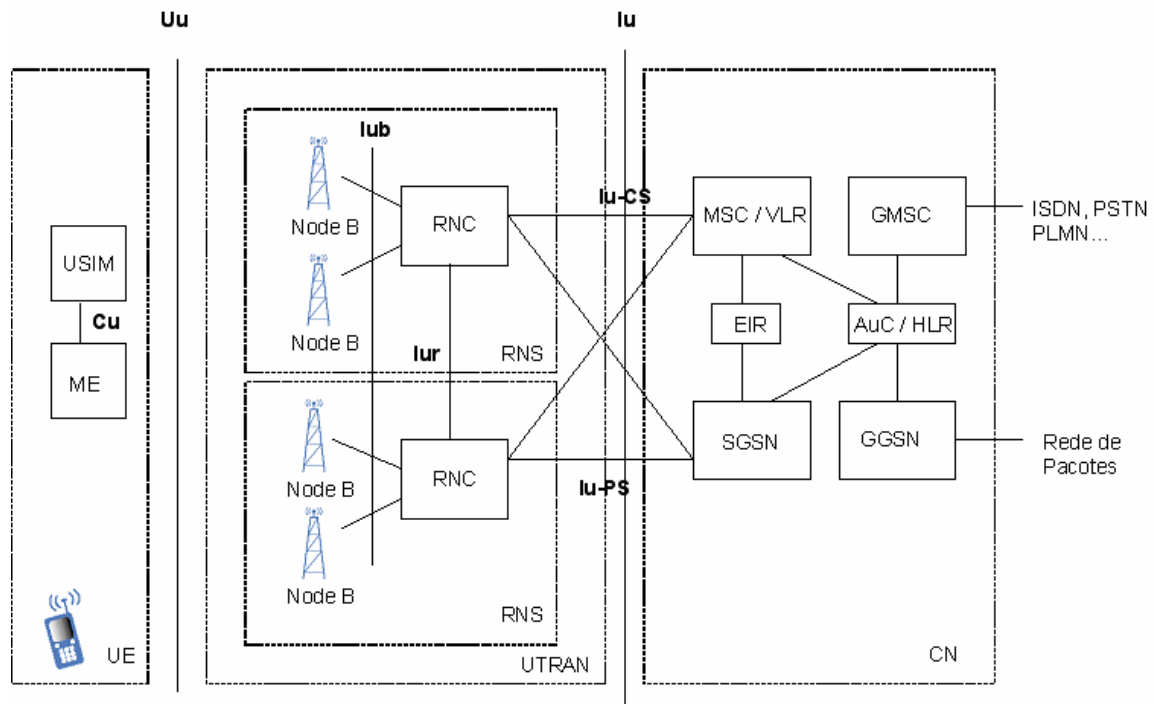 Uu
Iu
Iub
Node B
RNC
Node B
RNS
Iu-CS
MSC / VLR
GMSC
ISDN, PSTN
PLMN...
USIM
Cu
ME
EIR
AuC / HLR
Iur
Node B
RNC
Node B
RNS
Iu-PS
SGSN
GGSN
Rede de
Pacotes
UE
UTRAN
CN